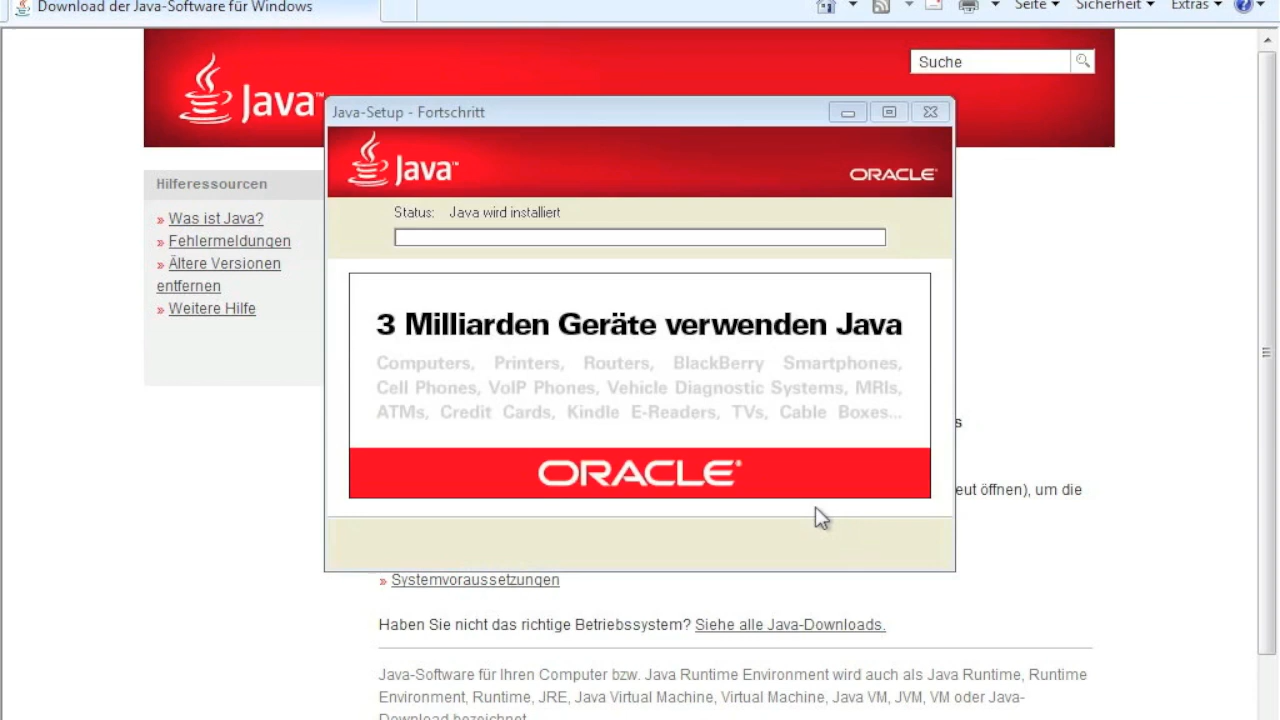 Download der Java-Software für Windows
Seite
Sicherheit
Extras
Java
Suche
Java-Setup - Fortschritt
Java™
ORACLE®
Status: Java wird installiert
Hilferessourcen
» Was ist Java?
» Fehlermeldungen
» Ältere Versionen
entfernen
» Weitere Hilfe
3 Milliarden Geräte verwenden Java
Computers, Printers, Routers, BlackBerry Smartphones,
Cell Phones, VoIP Phones, Vehicle Diagnostic Systems, MRIs,
ATMs, Credit Cards, Kindle E-Readers, TVs, Cable Boxes...
ORACLE®
s
eut öffnen), um die
» Systemvoraussetzungen
Haben Sie nicht das richtige Betriebssystem? Siehe alle Java-Downloads.
Java-Software für Ihren Computer bzw. Java Runtime Environment wird auch als Java Runtime, Runtime
Environment, Runtime, JRE, Java Virtual Machine, Virtual Machine, Java VM, JVM, VM oder Java-
Download bezeichnet